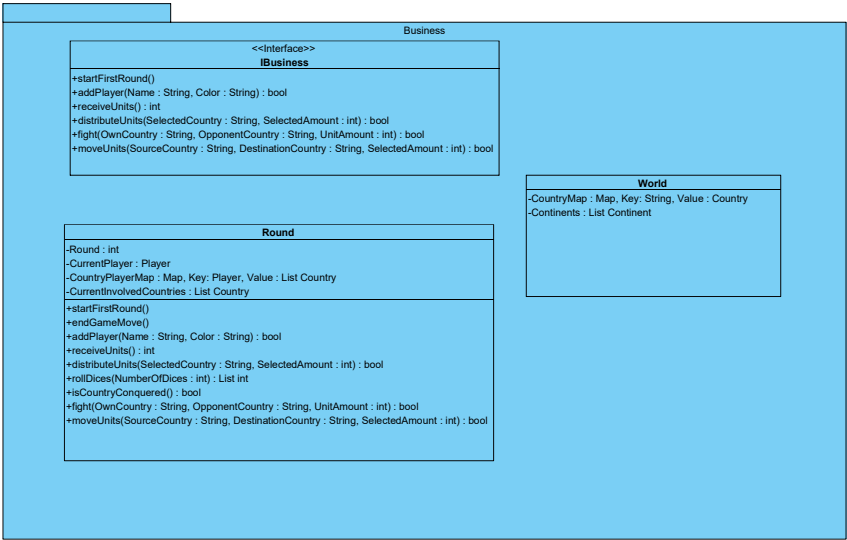 Business
<<Interface>>
IBusiness
+startFirstRound()
+addPlayer(Name : String, Color : String) : bool
+receiveUnits() : int
+distributeUnits(SelectedCountry : String, SelectedAmount : int) : bool
+fight(OwnCountry : String, OpponentCountry : String, UnitAmount : int) : bool
+moveUnits(SourceCountry : String, DestinationCountry : String, SelectedAmount : int) : bool
World
-CountryMap : Map, Key: String, Value : Country
-Continents : List Continent
Round
-Round : int
-CurrentPlayer : Player
-CountryPlayerMap : Map, Key: Player, Value : List Country
-CurrentInvolvedCountries : List Country
+startFirstRound()
+endGameMove()
+addPlayer(Name : String, Color : String) : bool
+receiveUnits() : int
+distributeUnits(SelectedCountry : String, SelectedAmount : int) : bool
+rollDices(NumberOfDices : int) : List int
+isCountryConquered() : bool
+fight(OwnCountry : String, OpponentCountry : String, UnitAmount : int) : bool
+moveUnits(SourceCountry : String, DestinationCountry : String, SelectedAmount : int) : bool